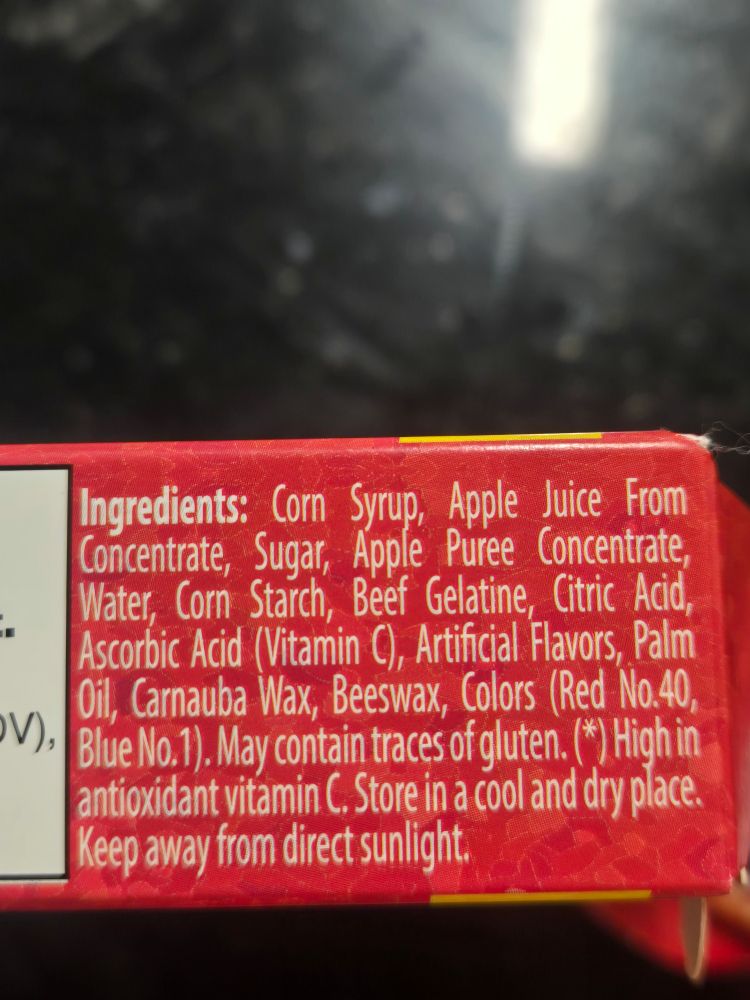 Ingredients: Corn Syrup, Apple Juice From
Concentrate, Sugar, Apple Puree Concentrate,
Water, Corn Starch, Beef Gelatine, Citric Acid,
Ascorbic Acid (Vitamin C), Artificial Flavors, Palm
Oil, Carnauba Wax, Beeswax, Colors (Red No.40,
Blue No.1). May contain traces of gluten. (*) High in
antioxidant vitamin C. Store in a cool and dry place.
Keep away from direct sunlight.